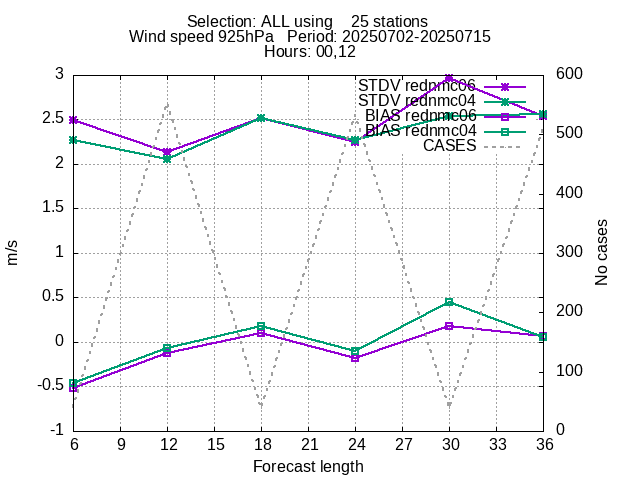 Selection: ALL using    25 stations
Wind speed 925hPa   Period: 20250702-20250715
Hours: 00,12
STDV rednmc06
STDV rednmc04
BIAS rednmc06
BIAS rednmc04
CASES
3
2.5
2
1.5
1
0.5
0
-0.5
-1
m/s
600
500
400
300
200
100
0
No cases
6 9 12 15 18 21 24 27 30 33 36
Forecast length